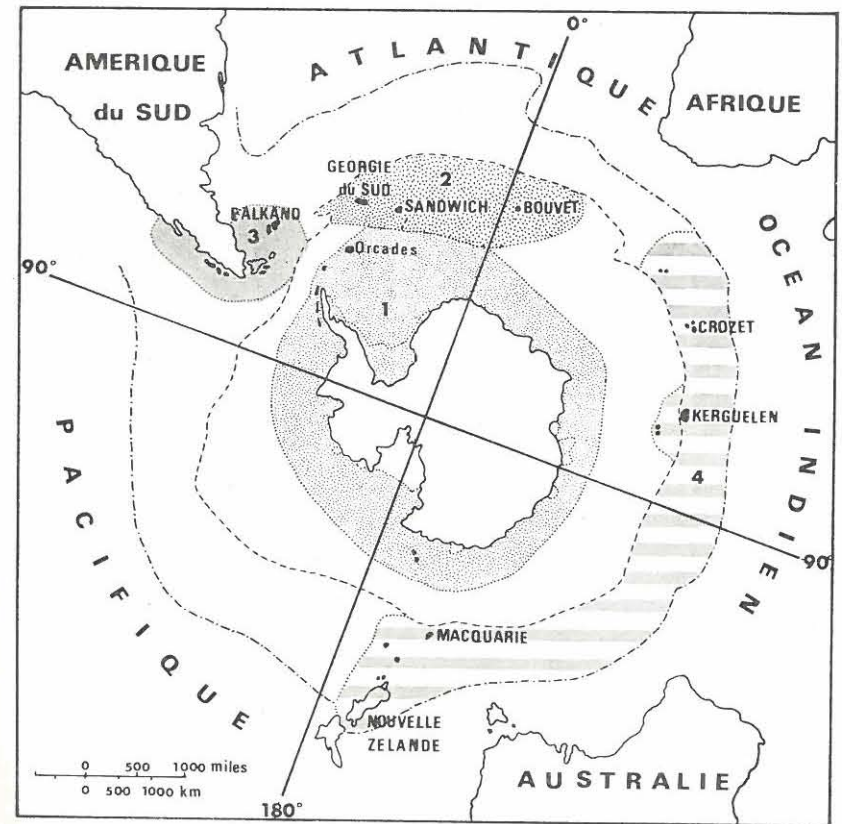 0°
ATLANTIQUE
AMERIQUE
du SUD
AFRIQUE
GEORGIE
du SUD
2
SANDWICH
BOUVET
FALKAND
3
Orcades
OCEAN INDIEN
90°
1
CROZET
KERGUELEN
4
PACIFIQUE
90°
MACQUARIE
NOUVELLE
ZELANDE
0 500 1000 miles
0 500 1000 km
AUSTRALIE
180°